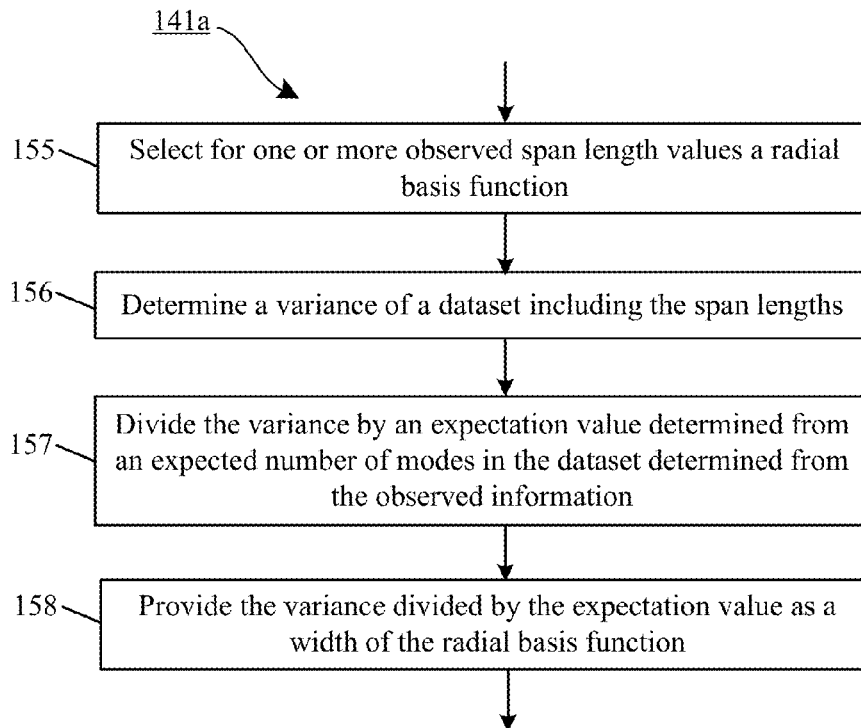 141a
155
Select for one or more observed span length values a radial
basis function
156
Determine a variance of a dataset including the span lengths
157
Divide the variance by an expectation value determined from
an expected number of modes in the dataset determined from
the observed information
158
Provide the variance divided by the expectation value as a
width of the radial basis function